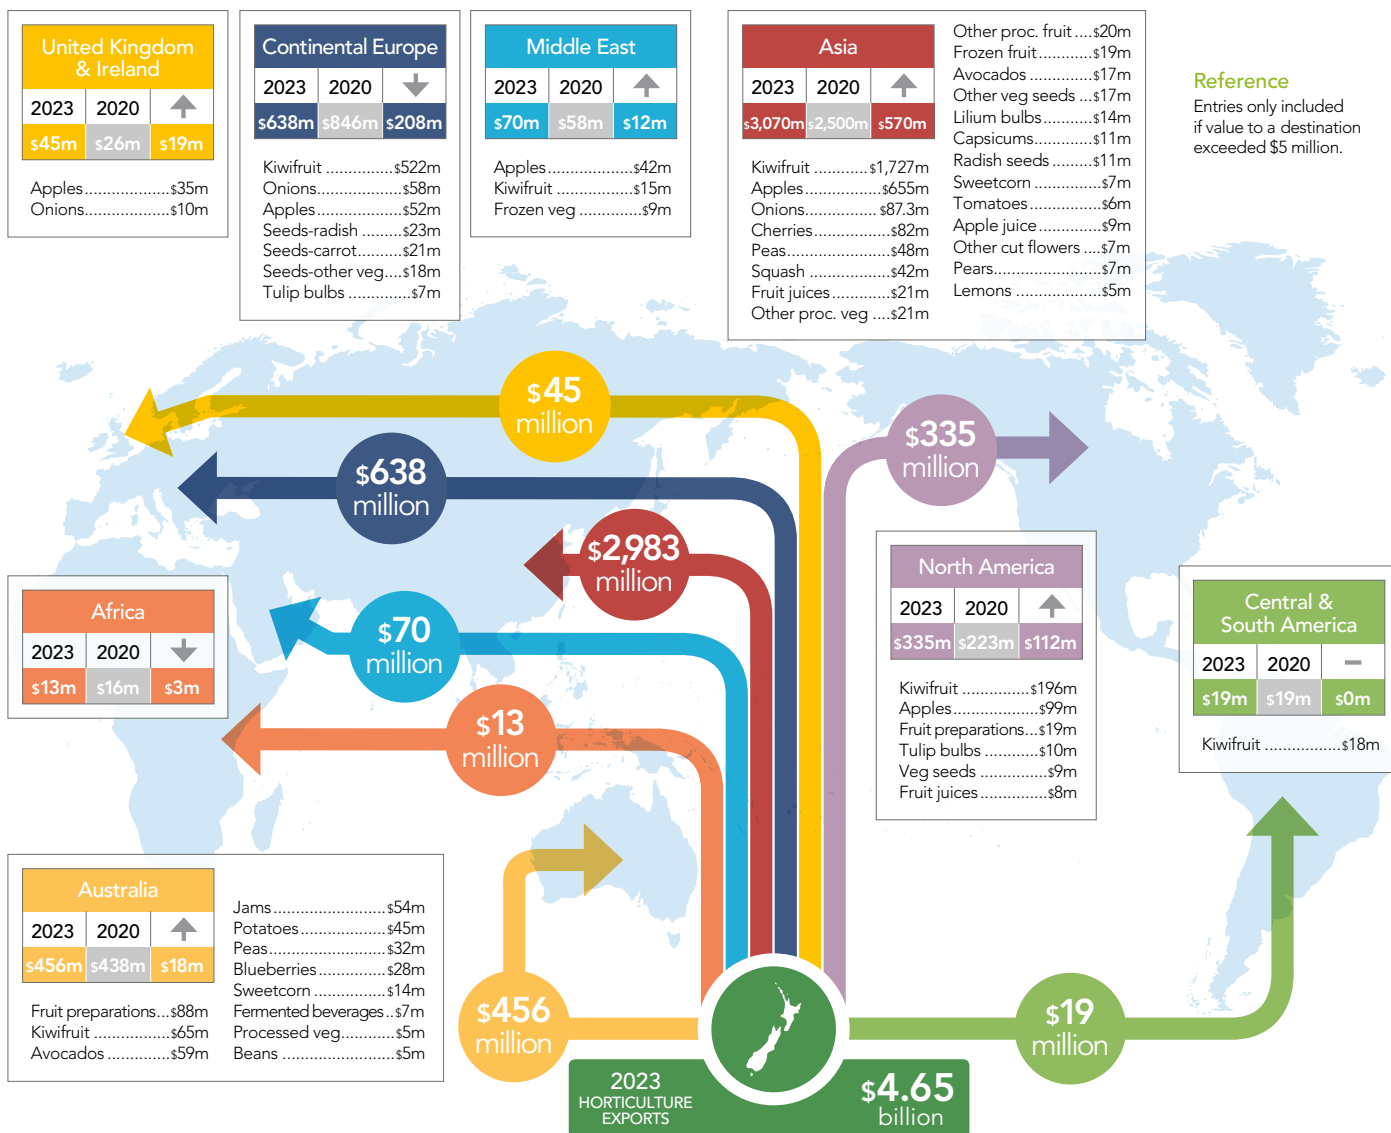 United Kingdom
& Ireland
2023 2020
$45m $26m $19m
Apples..................$35m
Onions...................$10m
Continental Europe
2023 2020
$638m $846m $208m
Kiwifruit ...............$522m
Onions.................$58m
Apples.................$52m
Seeds-radish .........$23m
Seeds-carrot.........$21m
Seeds-other veg...$18m
Tulip bulbs ..............$7m
Middle East
2023 2020
$70m $58m $12m
Apples...................$42m
Kiwifruit ................$15m
Frozen veg ..............$9m
Asia
2023 2020
$3,070m $2,500m $570m
Kiwifruit ............$1,727m
Apples.................$655m
Onions................$87.3m
Cherries.................$82m
Peas.......................$48m
Squash ..................$42m
Fruit juices.............$21m
Other proc. veg ....$21m
Other proc. fruit ....$20m
Frozen fruit............$19m
Avocados ..............$17m
Other veg seeds ...$17m
Lilium bulbs...........$14m
Capsicums.............$11m
Radish seeds .........$11m
Sweetcorn ...............$7m
Tomatoes ................$6m
Apple juice..............$9m
Other cut flowers ....$7m
Pears........................$7m
Lemons ...................$5m
Reference
Entries only included
if value to a destination
exceeded $5 million.
$45
million
$638
million
$2,983
million
$70
million
$13
million
$335
million
Africa
2023 2020
$13m $16m $3m
North America
2023 2020
$335m $223m $112m
Kiwifruit ...............$196m
Apples...................$99m
Fruit preparations...$19m
Tulip bulbs ............$10m
Veg seeds ...............$9m
Fruit juices...............$8m
Central &
South America
2023 2020 –
$19m $19m $0m
Kiwifruit .................$18m
Australia
2023 2020
$456m $438m $18m
Fruit preparations...$88m
Kiwifruit ..................$65m
Avocados ..............$59m
Jams.........................$54m
Potatoes...................$45m
Peas.........................$32m
Blueberries...............$28m
Sweetcorn ................$14m
Fermented beverages..$7m
Processed veg..........$5m
Beans .......................$5m
$456
million
$19
million
2023
HORTICULTURE
EXPORTS
$4.65
billion